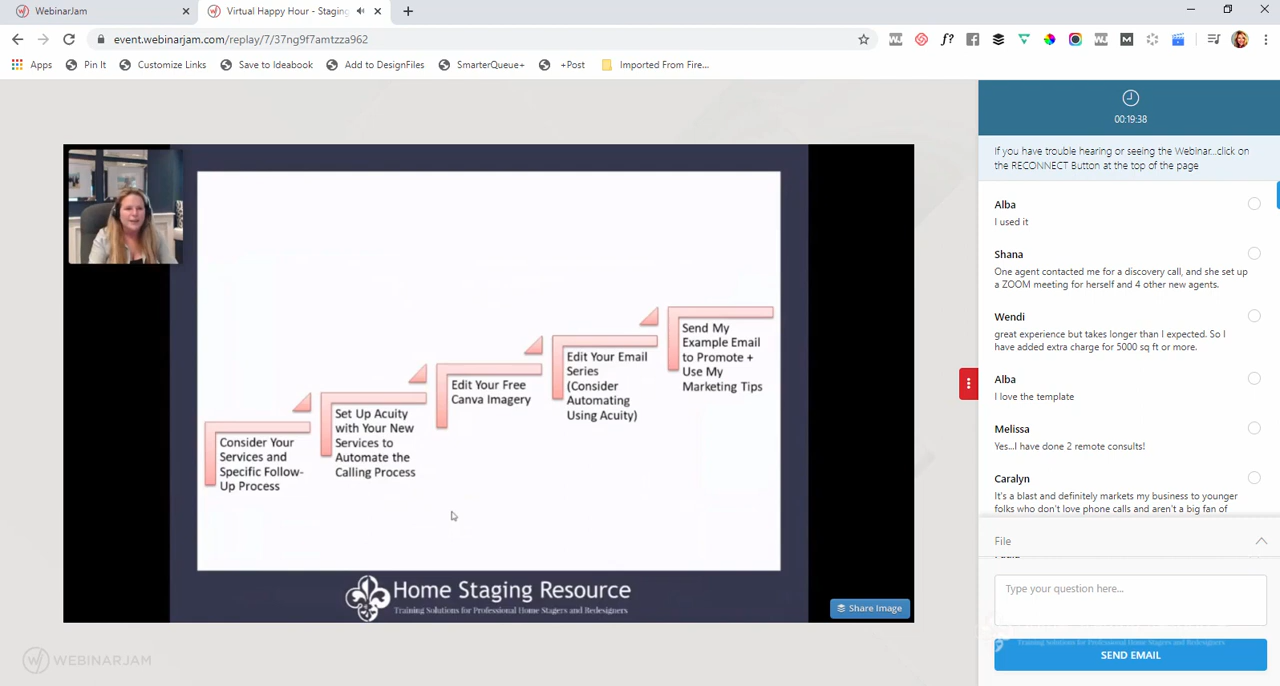 WebinarJam
Virtual Happy Hour - Staging
event.webinarjam.com/replay/7/37ng9f7amtzza962
Apps
Pin It
Customize Links
Save to Ideabook
Add to DesignFiles
SmarterQueue+
+Post
Imported From Fire...
00:19:38
If you have trouble hearing or seeing the Webinar...click on
the RECONNECT Button at the top of the page
Alba
I used it
Shana
One agent contacted me for a discovery call, and she set up
a ZOOM meeting for herself and 4 other new agents.
Wendi
great experience but takes longer than I expected. So I
have added extra charge for 5000 sq ft or more.
Alba
I love the template
Melissa
Yes...I have done 2 remote consults!
Caralyn
It's a blast and definitely markets my business to younger
folks who don't love phone calls and aren't a big fan of
File
Type your question here...
SEND EMAIL
Consider Your
Services and
Specific Follow-
Up Process
Set Up Acuity
with Your New
Services to
Automate the
Calling Process
Edit Your Free
Canva Imagery
Edit Your Email
Series
(Consider
Automating
Using Acuity)
Send My
Example Email
to Promote +
Use My
Marketing Tips
Home Staging Resource
Training Solutions for Professional Home Stagers and Redesigners
Share Image
WEBINARJAM